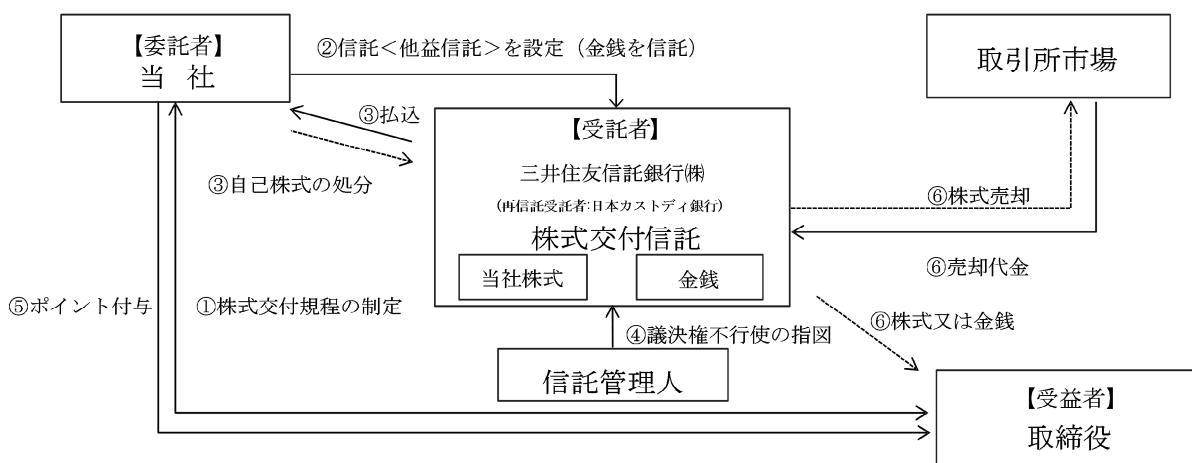 【委託者】
当 社
②信託＜他益信託＞を設定（金銭を信託）
取引所市場
③払込
③自己株式の処分
【受託者】
三井住友信託銀行㈱
(再信託受託者:日本カストディ銀行)
株式交付信託
当社株式
金銭
⑥株式売却
⑥売却代金
⑤ポイント付与
①株式交付規程の制定
④議決権不行使の指図
⑥株式又は金銭
信託管理人
【受益者】
取締役